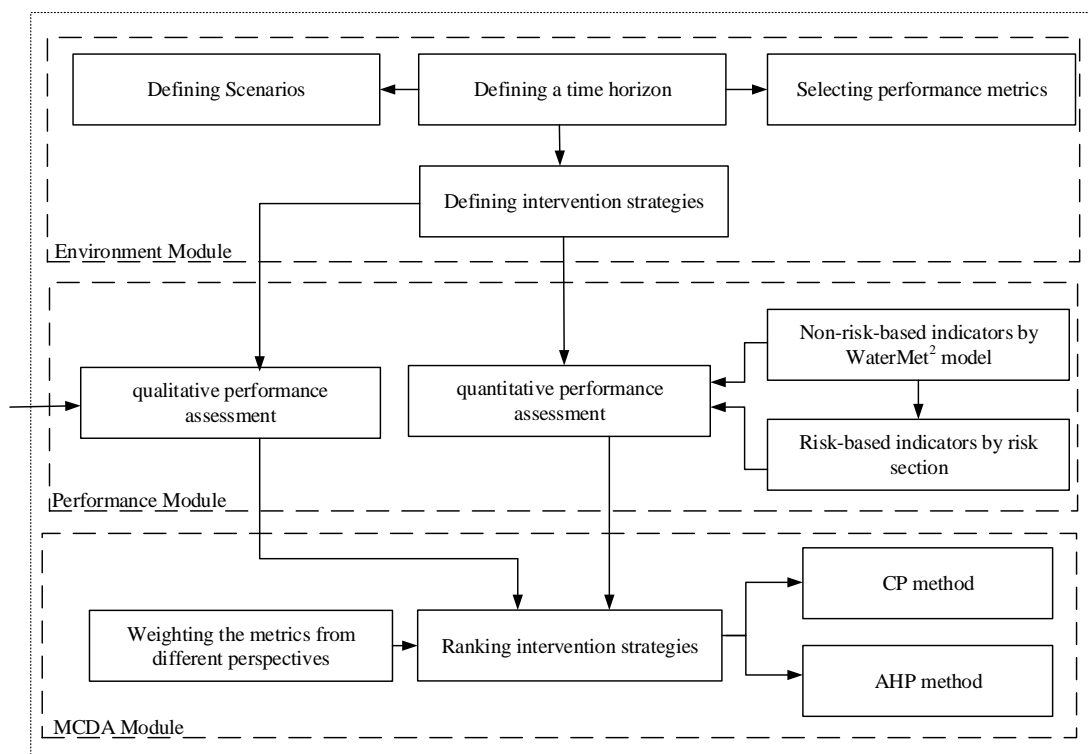 Defining Scenarios
Defining a time horizon
Selecting performance metrics
Defining intervention strategies
Environment Module
Non-risk-based indicators by
WaterMet² model
qualitative performance
assessment
quantitative performance
assessment
Risk-based indicators by risk
section
Performance Module
CP method
Weighting the metrics from
different perspectives
Ranking intervention strategies
AHP method
MCDA Module